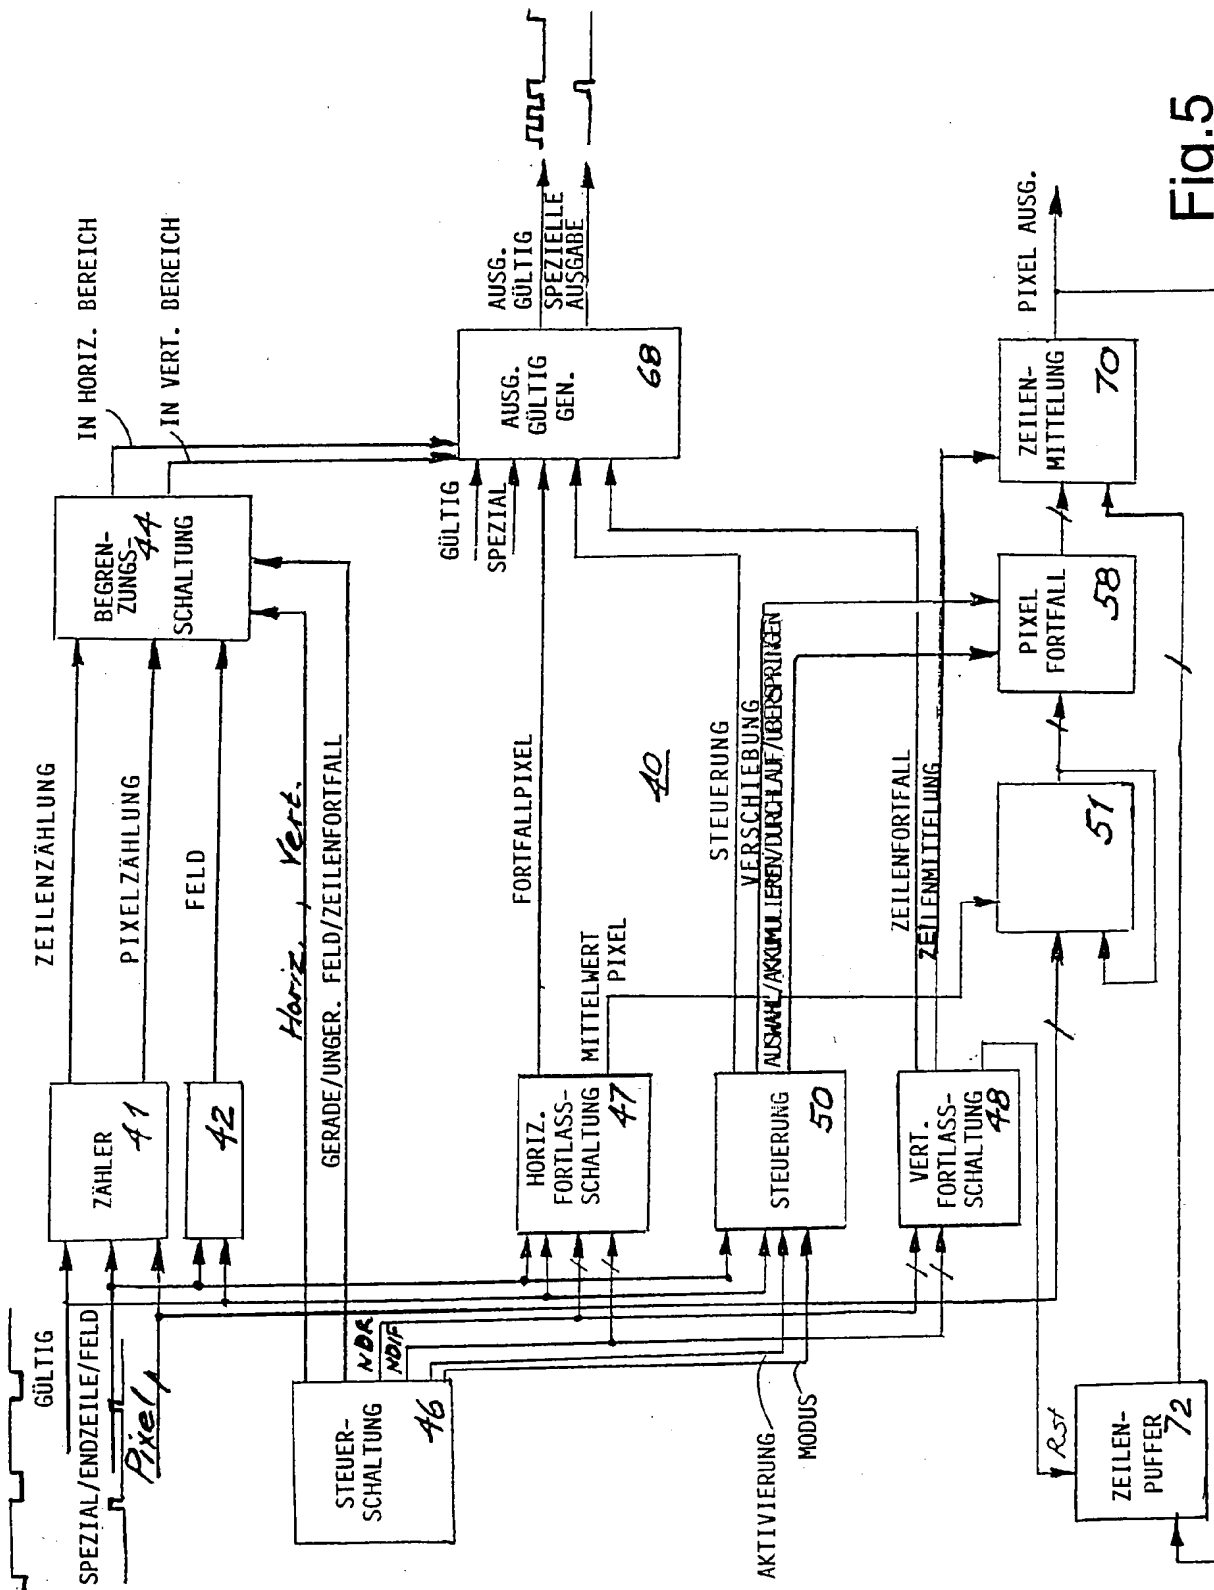 GÜLTIG
SPEZIAL/ENDZEILE/FELD
Pixel
ZÄHLER
41
42
ZEILENZÄHLUNG
PIXELZÄHLUNG
FELD
BEGREN-
ZUNGS-
44
SCHALTUNG
IN HORIZ. BEREICH
IN VERT. BEREICH
STEUER-
SCHALTUNG
46
Horiz., Vert.
GERADE/UNGER. FELD/ZEILENFORTFALL
NDR
NDIF
AKTIVIERUNG
MODUS
HORIZ.
FORTLASS-
SCHALTUNG
47
FORTFALLPIXEL
MITTELWERT
PIXEL
GÜLTIG
SPEZIAL
AUSG.
GÜLTIG
GEN.
68
AUSG.
GÜLTIG
SPEZIELLE
AUSGABE
40
STEUERUNG
50
STEUERUNG
VERSCHIEBUNG
AUSWAHL/AKKUMULIEREN/DURCHLAUF/ÜBERSPRINGEN
VERT.
FORTLASS-
SCHALTUNG
48
ZEILENFORTFALL
ZEILENMITTELUNG
51
PIXEL
FORTFALL
58
ZEILEN-
MITTELUNG
70
PIXEL AUSG.
Rst
ZEILEN-
PUFFER
72
Fig.5